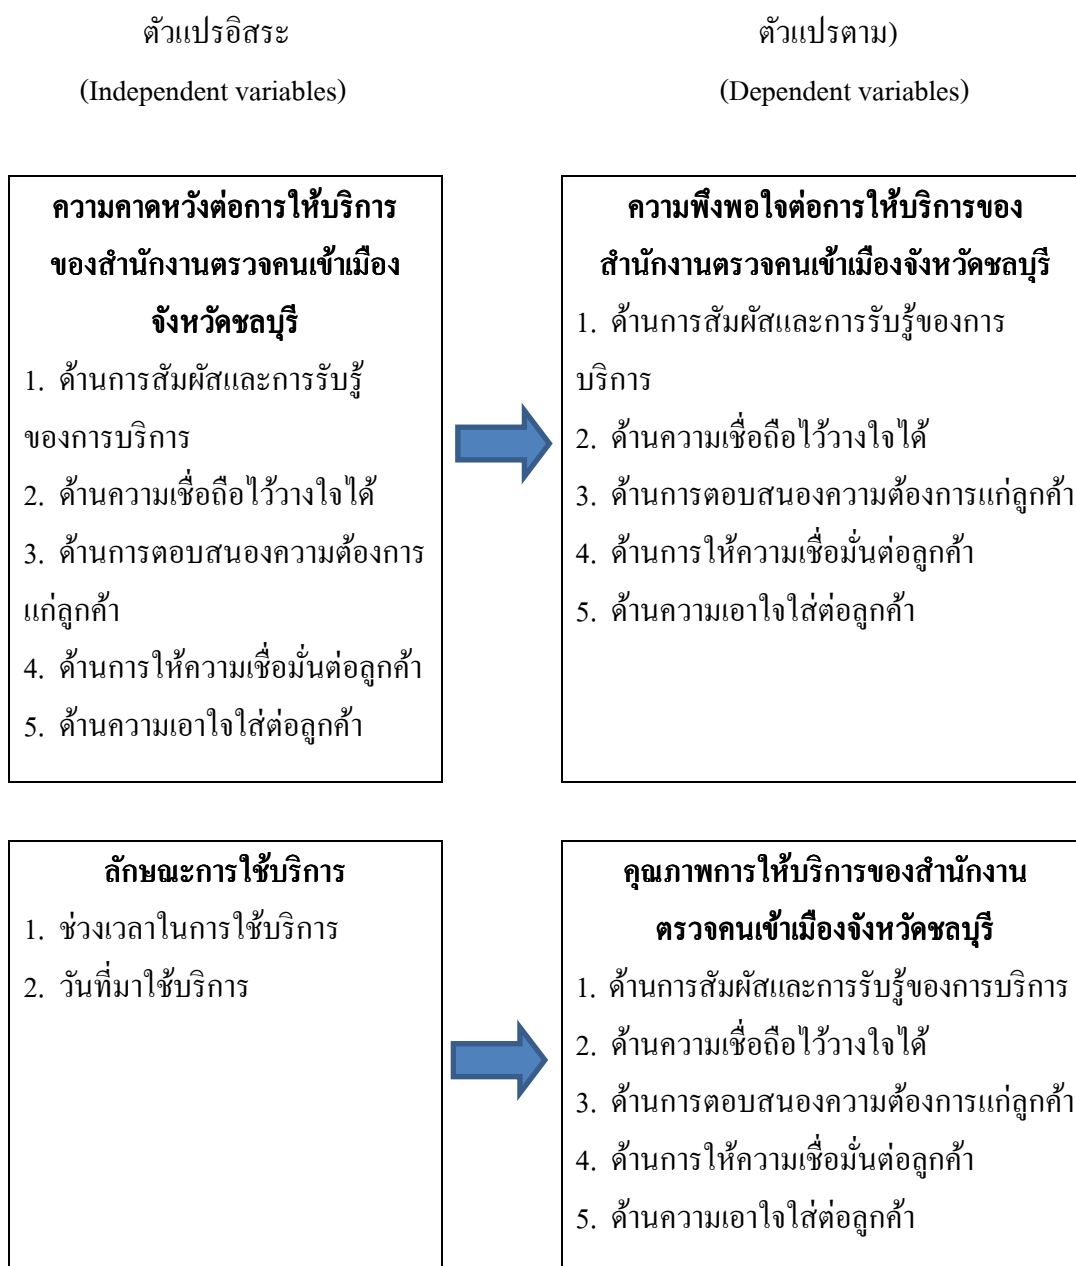 ตัวแปรอิสระ
(Independent variables)
ตัวแปรตาม)
(Dependent variables)
ความคาดหวังต่อการให้บริการ
ของสำนักงานตรวจคนเข้าเมือง
จังหวัดชลบุรี
1. ด้านการสัมผัสและการรับรู้
ของการบริการ
2. ด้านความเชื่อถือไว้วางใจได้
3. ด้านการตอบสนองความต้องการ
แก่ลูกค้า
4. ด้านการให้ความเชื่อมั่นต่อลูกค้า
5. ด้านความเอาใจใส่ต่อลูกค้า
ความพึงพอใจต่อการให้บริการของ
สำนักงานตรวจคนเข้าเมืองจังหวัดชลบุรี
1. ด้านการสัมผัสและการรับรู้ของการ
บริการ
2. ด้านความเชื่อถือไว้วางใจได้
3. ด้านการตอบสนองความต้องการแก่ลูกค้า
4. ด้านการให้ความเชื่อมั่นต่อลูกค้า
5. ด้านความเอาใจใส่ต่อลูกค้า
ลักษณะการใช้บริการ
1. ช่วงเวลาในการใช้บริการ
2. วันที่มาใช้บริการ
คุณภาพการให้บริการของสำนักงาน
ตรวจคนเข้าเมืองจังหวัดชลบุรี
1. ด้านการสัมผัสและการรับรู้ของการบริการ
2. ด้านความเชื่อถือไว้วางใจได้
3. ด้านการตอบสนองความต้องการแก่ลูกค้า
4. ด้านการให้ความเชื่อมั่นต่อลูกค้า
5. ด้านความเอาใจใส่ต่อลูกค้า